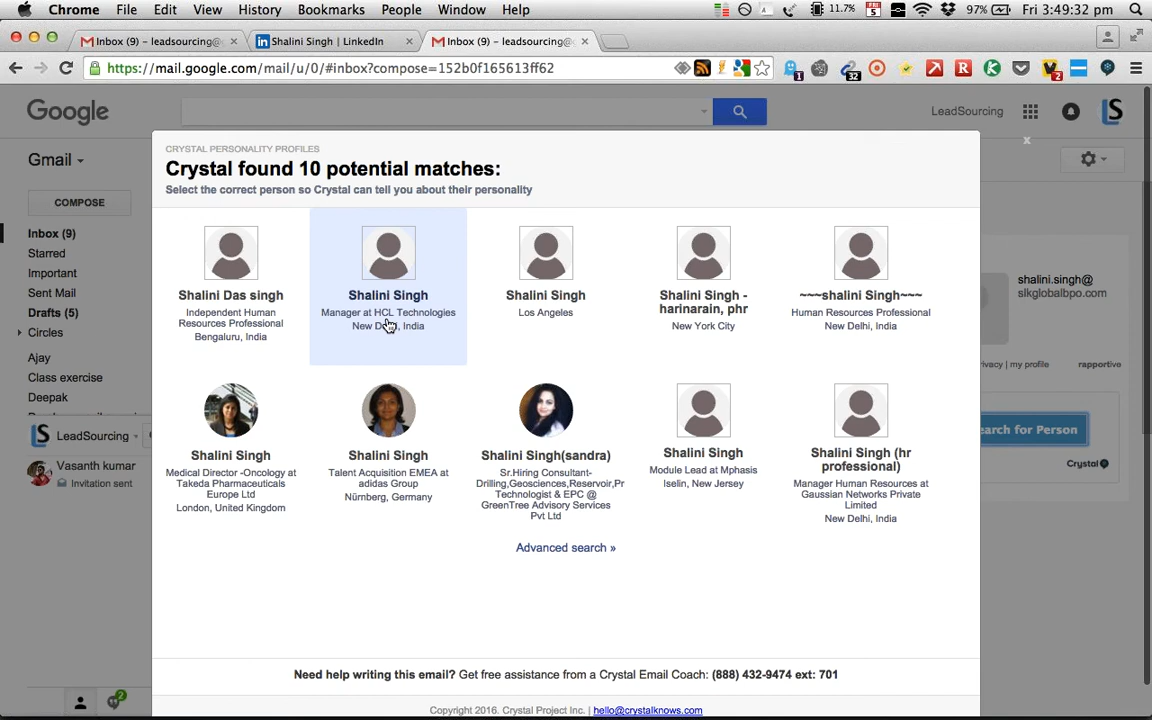 Chrome File Edit View History Bookmarks People Window Help 11.7% FRI 5 97% Fri 3:49:32 pm
Inbox (9) – leadsourcing@ × Shalini Singh | LinkedIn × Inbox (9) – leadsourcing@ ×
https://mail.google.com/mail/u/0/#inbox?compose=152b0f165613ff62 1 32 R K 2
Google LeadSourcing LS
x
Gmail
COMPOSE
Inbox (9)
Starred
Important
Sent Mail
Drafts (5)
Circles
Ajay
Class exercise
Deepak
LS LeadSourcing
Vasanth kumar
Invitation sent
2
CRYSTAL PERSONALITY PROFILES
Crystal found 10 potential matches:
Select the correct person so Crystal can tell you about their personality
Shalini Das singh
Independent Human
Resources Professional
Bengaluru, India
Shalini Singh
Manager at HCL Technologies
New Delhi, India
Shalini Singh
Los Angeles
Shalini Singh -
harinarain, phr
New York City
~~~shalini Singh~~~
Human Resources Professional
New Delhi, India
Shalini Singh
Medical Director -Oncology at
Takeda Pharmaceuticals
Europe Ltd
London, United Kingdom
Shalini Singh
Talent Acquisition EMEA at
adidas Group
Nürnberg, Germany
Shalini Singh(sandra)
Sr.Hiring Consultant-
Drilling,Geosciences,Reservoir,Pr
Technologist & EPC @
GreenTree Advisory Services
Pvt Ltd
Shalini Singh
Module Lead at Mphasis
Iselin, New Jersey
Shalini Singh (hr
professional)
Manager Human Resources at
Gaussian Networks Private
Limited
New Delhi, India
Advanced search »
Need help writing this email? Get free assistance from a Crystal Email Coach: (888) 432-9474 ext: 701
Copyright 2016. Crystal Project Inc. | hello@crystalknows.com
shalini.singh@
slkglobalbpo.com
ivacy | my profile rapportive
earch for Person
Crystal